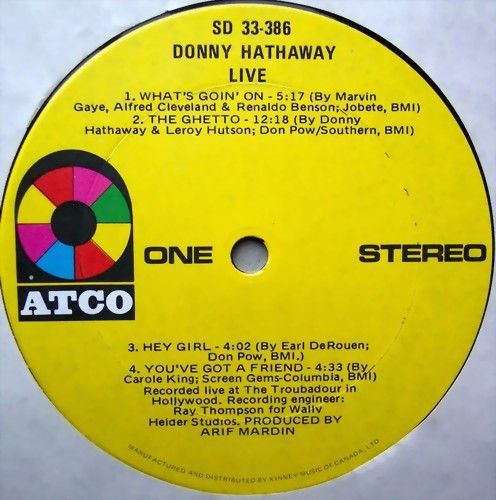 SD 33-386
DONNY HATHAWAY
LIVE
1. WHAT'S GOIN' ON - 5:17 (By Marvin
Gaye, Alfred Cleveland & Renaldo Benson; Jobete, BMI)
2. THE GHETTO - 12:18 (By Donny
Hathaway & Leroy Hutson; Don Pow/Southern, BMI)
ATCO
ONE
STEREO
3. HEY GIRL - 4:02 (By Earl DeRouen;
Don Pow, BMI.)
4. YOU'VE GOT A FRIEND - 4:33 (By
Carole King; Screen Gems-Columbia, BMI)
Recorded live at The Troubadour in
Hollywood. Recording engineer:
Ray Thompson for Wally
Heider Studios. PRODUCED BY
ARIF MARDIN
MANUFACTURED AND DISTRIBUTED BY KINNEY MUSIC OF CANADA, LTD